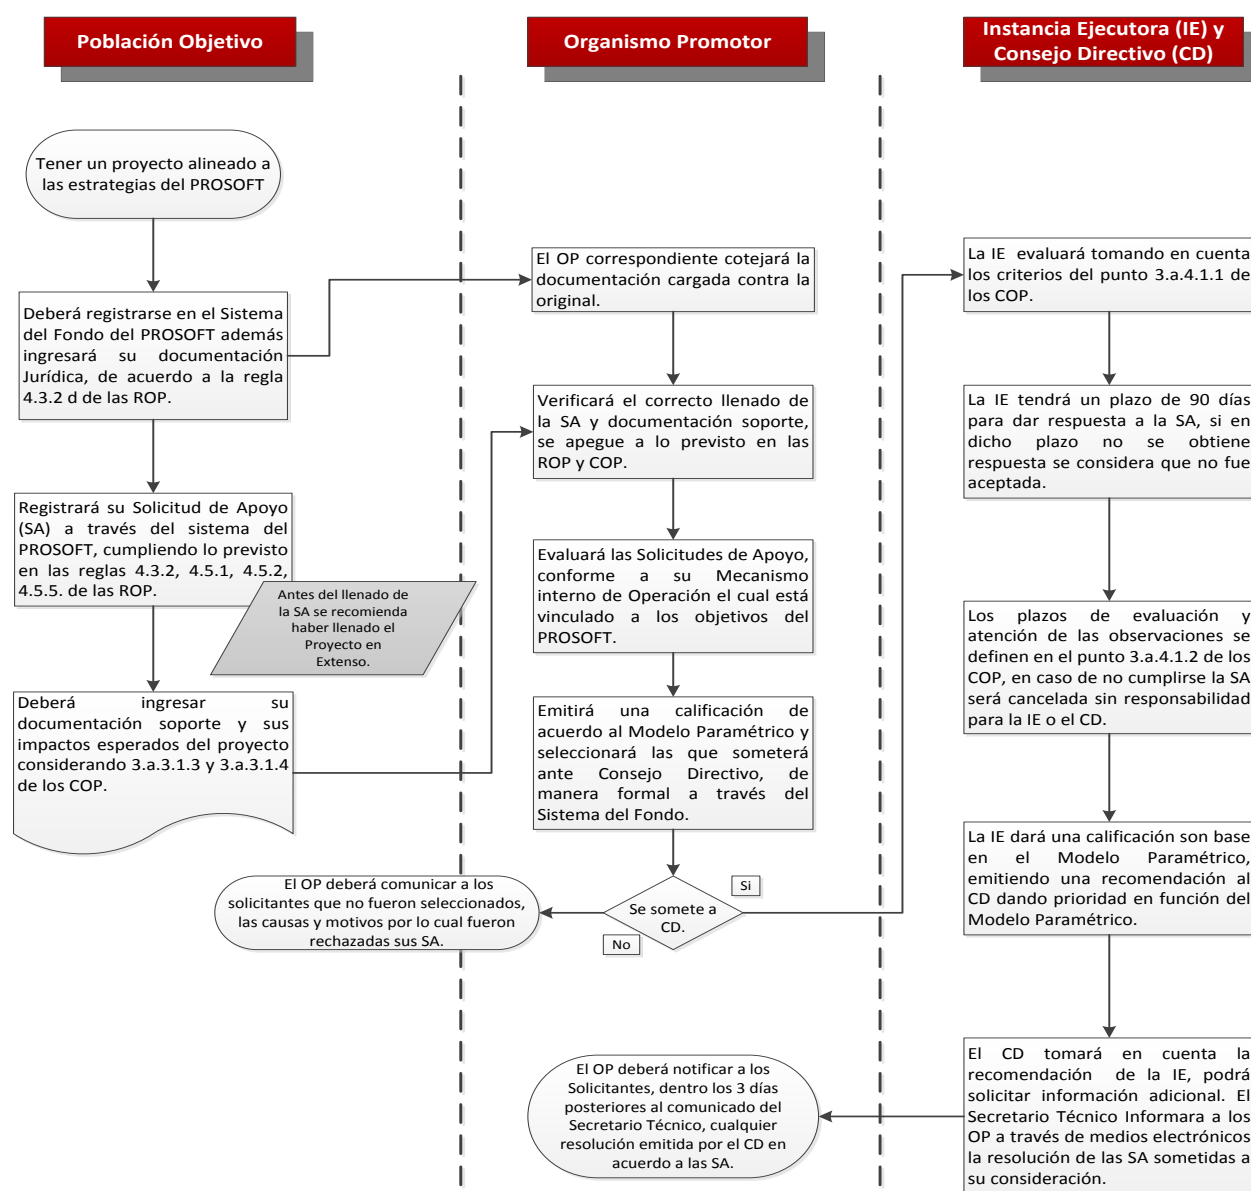 Población Objetivo
Tener un proyecto alineado a
las estrategias del PROSOFT
Deberá registrarse en el Sistema
del Fondo del PROSOFT además
ingresará su documentación
Jurídica, de acuerdo a la regla
4.3.2 d de las ROP.
Registrará su Solicitud de Apoyo
(SA) a través del sistema del
PROSOFT, cumpliendo lo previsto
en las reglas 4.3.2, 4.5.1, 4.5.2,
4.5.5. de las ROP.
Antes del llenado de
la SA se recomienda
haber llenado el
Proyecto en
Extenso.
Deberá ingresar su
documentación soporte y sus
impactos esperados del proyecto
considerando 3.a.3.1.3 y 3.a.3.1.4
de los COP.
Organismo Promotor
El OP correspondiente cotejará la
documentación cargada contra la
original.
Verificará el correcto llenado de
la SA y documentación soporte,
se apegue a lo previsto en las
ROP y COP.
Evaluará las Solicitudes de Apoyo,
conforme a su Mecanismo
interno de Operación el cual está
vinculado a los objetivos del
PROSOFT.
Emitirá una calificación de
acuerdo al Modelo Paramétrico y
seleccionará las que someterá
ante Consejo Directivo, de
manera formal a través del
Sistema del Fondo.
Se somete a
CD.
Si
No
El OP deberá comunicar a los
solicitantes que no fueron seleccionados,
las causas y motivos por lo cual fueron
rechazadas sus SA.
Instancia Ejecutora (IE) y
Consejo Directivo (CD)
La IE evaluará tomando en cuenta
los criterios del punto 3.a.4.1.1 de
los COP.
La IE tendrá un plazo de 90 días
para dar respuesta a la SA, si en
dicho plazo no se obtiene
respuesta se considera que no fue
aceptada.
Los plazos de evaluación y
atención de las observaciones se
definen en el punto 3.a.4.1.2 de los
COP, en caso de no cumplirse la SA
será cancelada sin responsabilidad
para la IE o el CD.
La IE dará una calificación son base
en el Modelo Paramétrico,
emitiendo una recomendación al
CD dando prioridad en función del
Modelo Paramétrico.
El CD tomará en cuenta la
recomendación de la IE, podrá
solicitar información adicional. El
Secretario Técnico Informara a los
OP a través de medios electrónicos
la resolución de las SA sometidas a
su consideración.
El OP deberá notificar a los
Solicitantes, dentro los 3 días
posteriores al comunicado del
Secretario Técnico, cualquier
resolución emitida por el CD en
acuerdo a las SA.